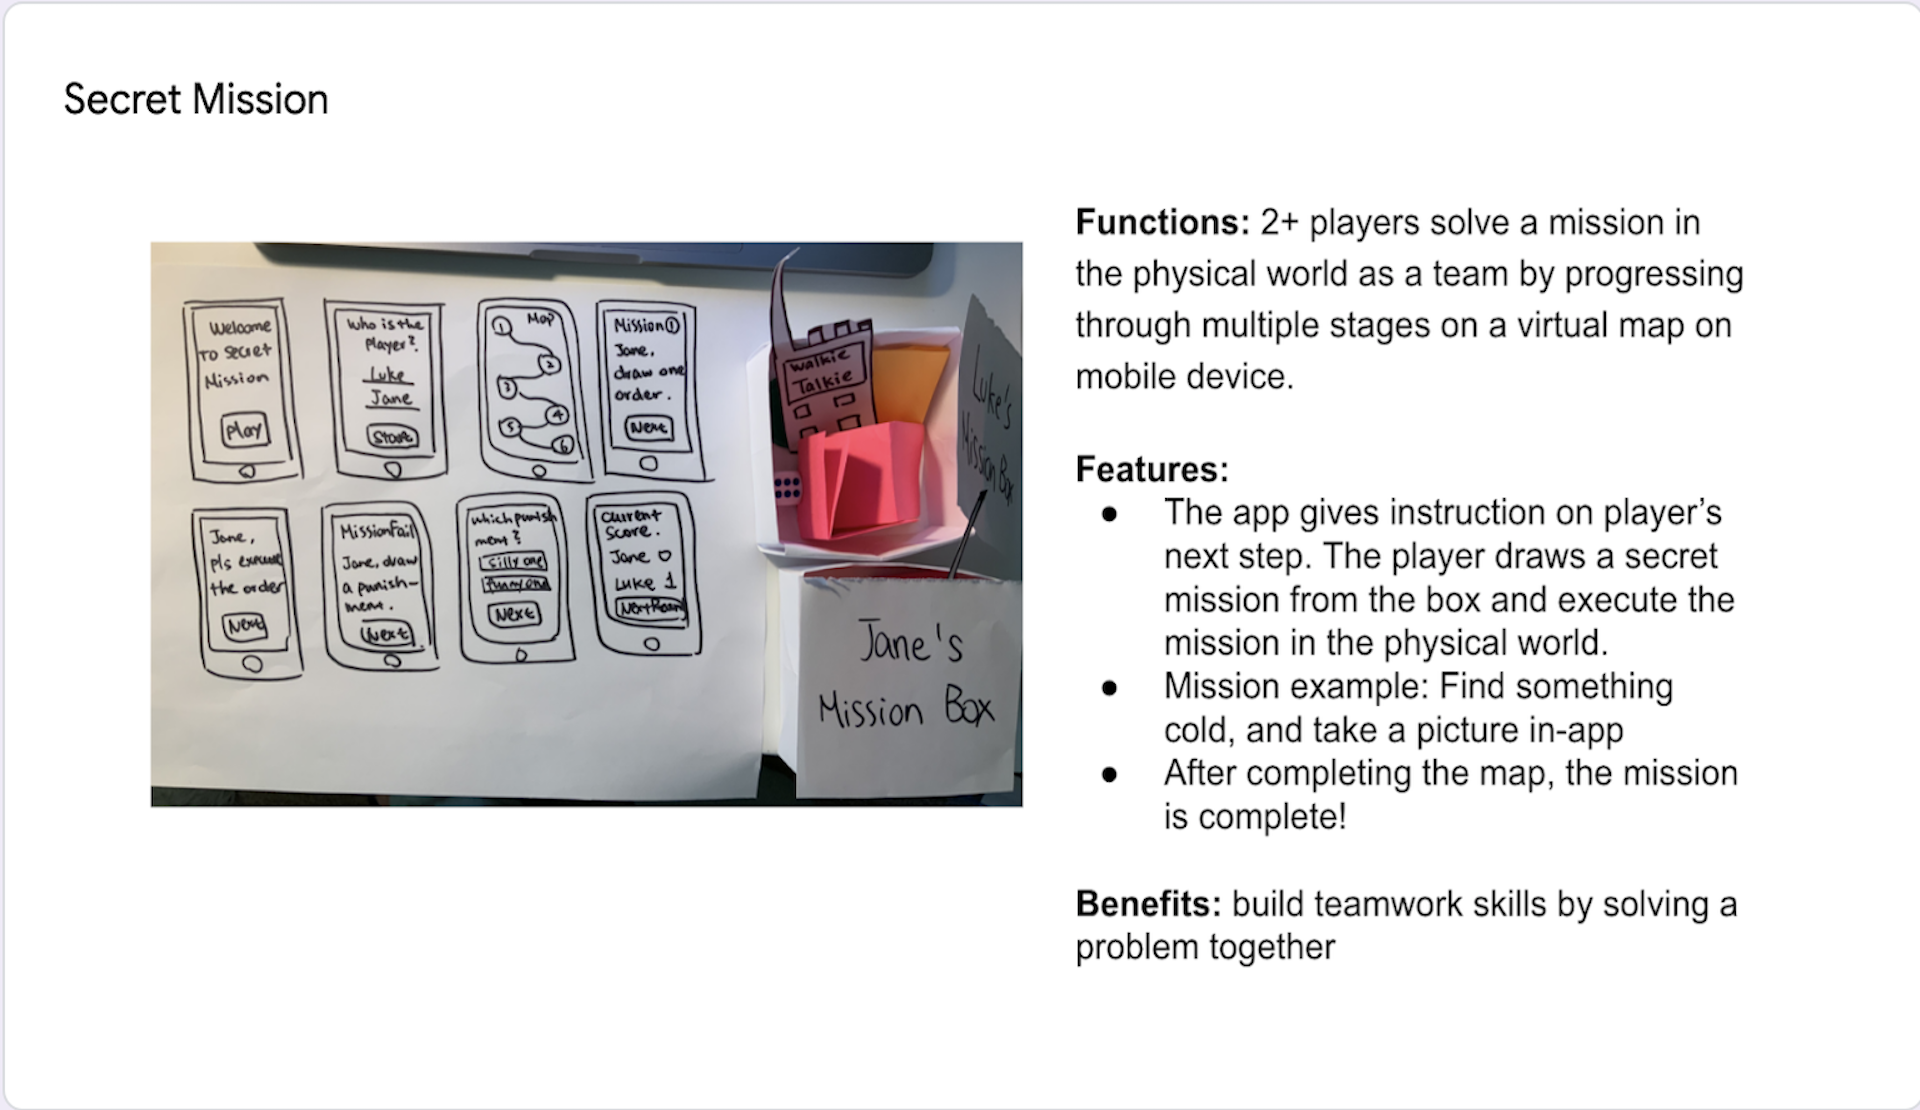 Secret Mission
Welcome
To Secret
Mission
Play
Who is the
Player?
Luke
Jane
Start
Map
1
2
3
4
5
6
Mission ①
Jane,
draw one
order.
Next
Jane,
pls execute
the order
Next
Mission Fail
Jane, draw
a punish-
ment.
Next
which punish
ment?
Silly one
funny one
Next
Current
Score.
Jane 0
Luke 1
Next Round
Walkie
Talkie
Luke's
Mission Box
Jane's
Mission Box
Functions: 2+ players solve a mission in
the physical world as a team by progressing
through multiple stages on a virtual map on
mobile device.
Features:
● The app gives instruction on player's
next step. The player draws a secret
mission from the box and execute the
mission in the physical world.
● Mission example: Find something
cold, and take a picture in-app
● After completing the map, the mission
is complete!
Benefits: build teamwork skills by solving a
problem together